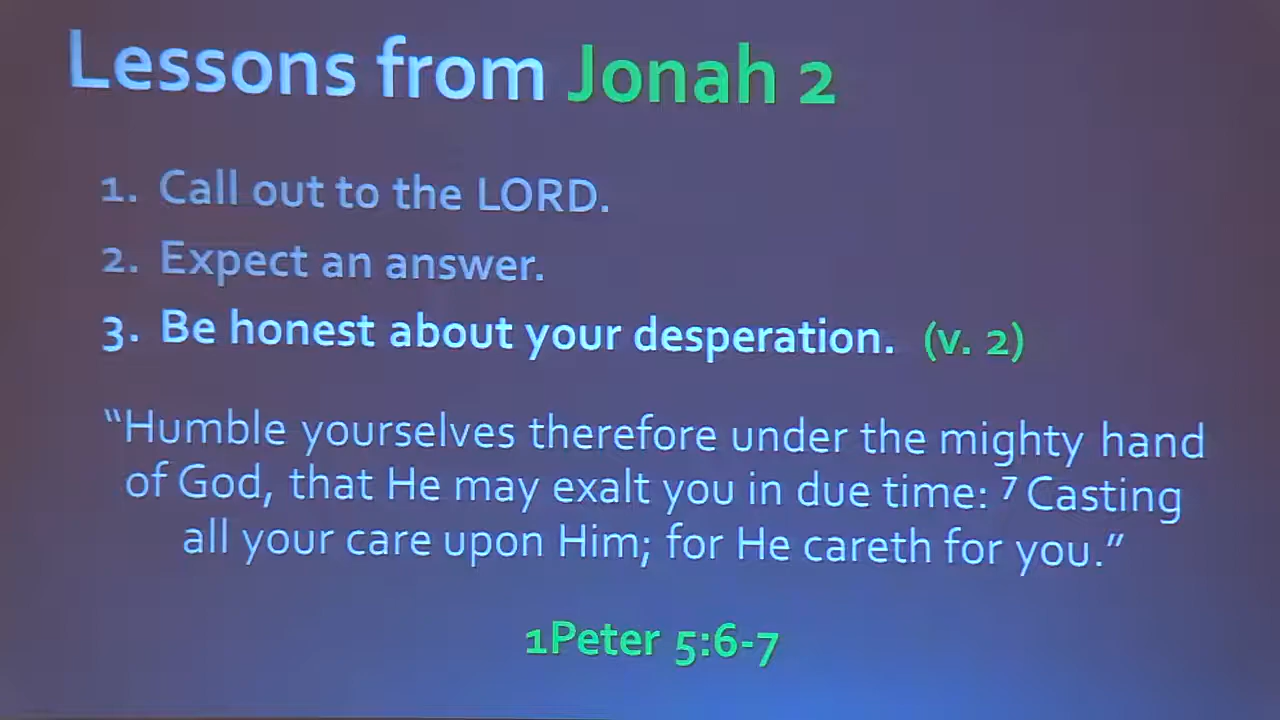 Lessons from Jonah 2
1. Call out to the LORD.
2. Expect an answer.
3. Be honest about your desperation. (v. 2)
“Humble yourselves therefore under the mighty hand
of God, that He may exalt you in due time: ⁷ Casting
all your care upon Him; for He careth for you.”
1Peter 5:6-7